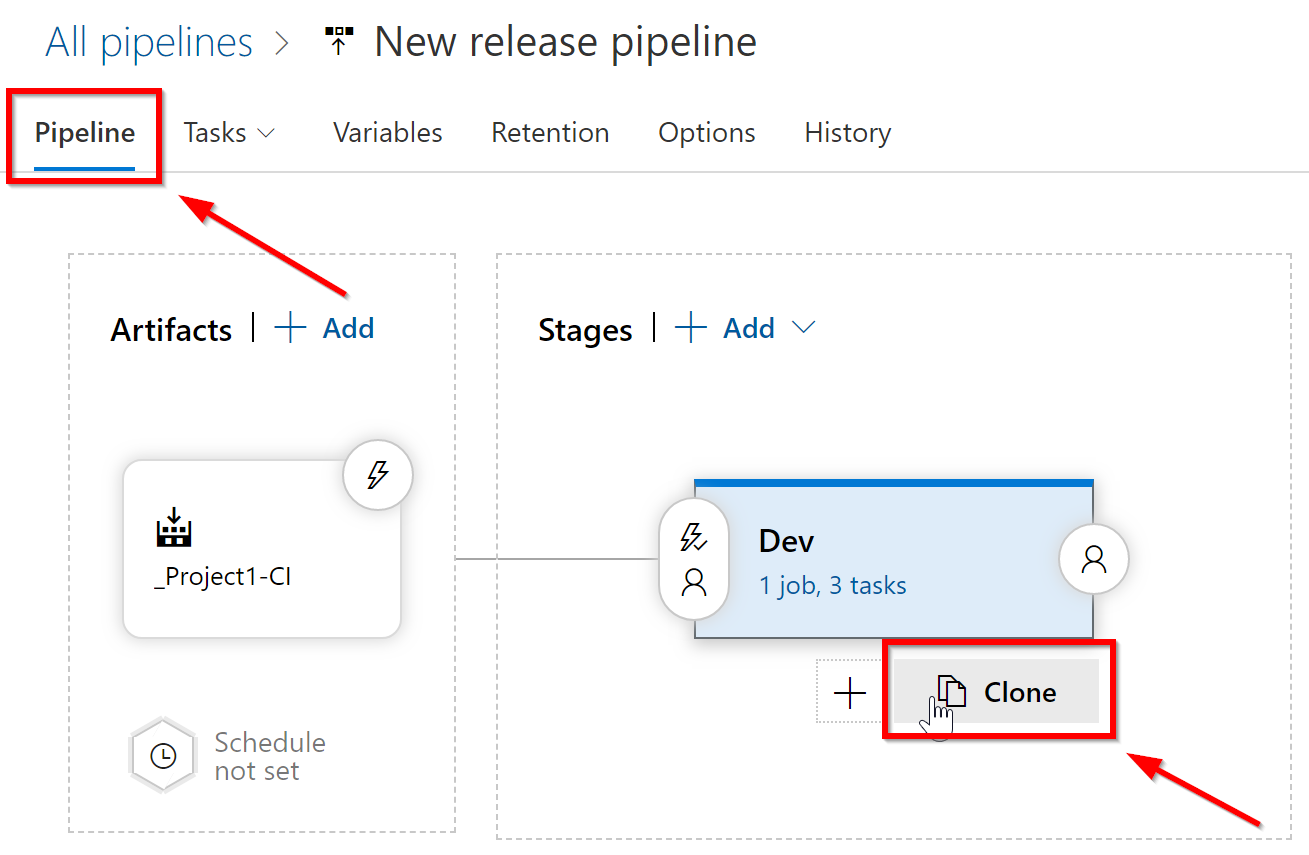 All pipelines > New release pipeline
Pipeline Tasks Variables Retention Options History
Artifacts | + Add
Stages | + Add
_Project1-CI
Dev
1 job, 3 tasks
+ Clone
Schedule
not set